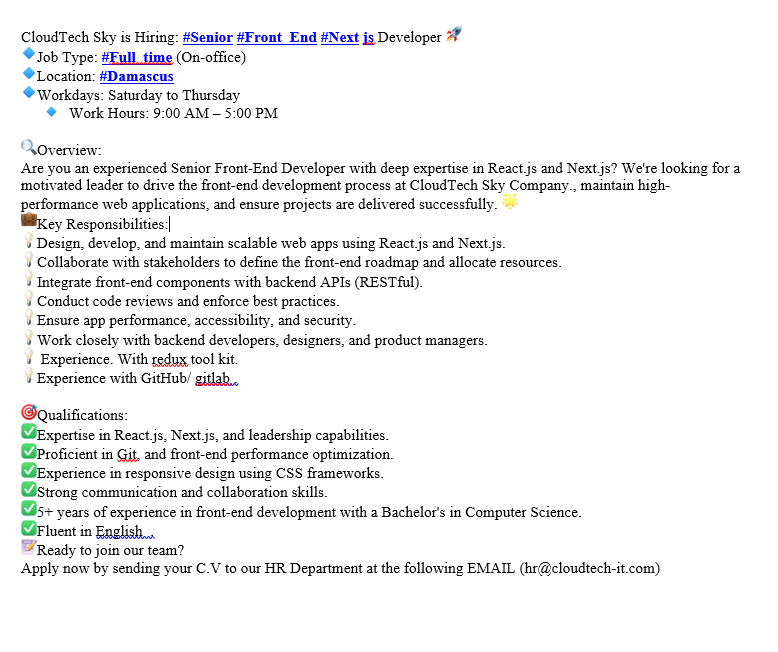 CloudTech Sky is Hiring: #Senior #Front_End #Next js Developer 🚀
🔹Job Type: #Full_time (On-office)
🔹Location: #Damascus
🔹Workdays: Saturday to Thursday
🔹 Work Hours: 9:00 AM – 5:00 PM
🔍Overview:
Are you an experienced Senior Front-End Developer with deep expertise in React.js and Next.js? We're looking for a
motivated leader to drive the front-end development process at CloudTech Sky Company., maintain high-
performance web applications, and ensure projects are delivered successfully. 🌟
💼Key Responsibilities:
💡Design, develop, and maintain scalable web apps using React.js and Next.js.
💡Collaborate with stakeholders to define the front-end roadmap and allocate resources.
💡Integrate front-end components with backend APIs (RESTful).
💡Conduct code reviews and enforce best practices.
💡Ensure app performance, accessibility, and security.
💡Work closely with backend developers, designers, and product managers.
💡 Experience. With redux tool kit.
💡Experience with GitHub/ gitlab .
🎯Qualifications:
✅Expertise in React.js, Next.js, and leadership capabilities.
✅Proficient in Git, and front-end performance optimization.
✅Experience in responsive design using CSS frameworks.
✅Strong communication and collaboration skills.
✅5+ years of experience in front-end development with a Bachelor's in Computer Science.
✅Fluent in English .
📝Ready to join our team?
Apply now by sending your C.V to our HR Department at the following EMAIL (hr@cloudtech-it.com)